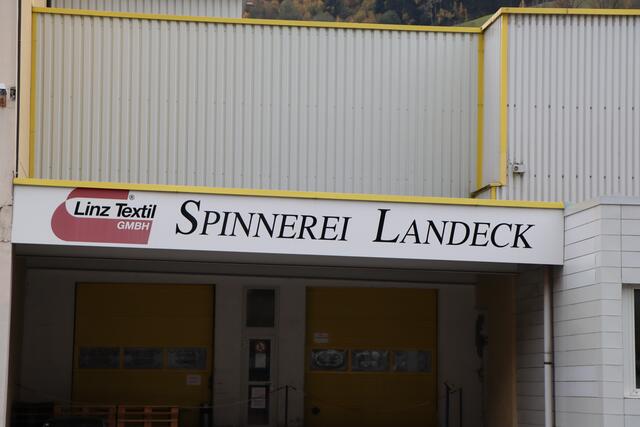 Linz Textil ®
GMBH
SPINNEREI LANDECK